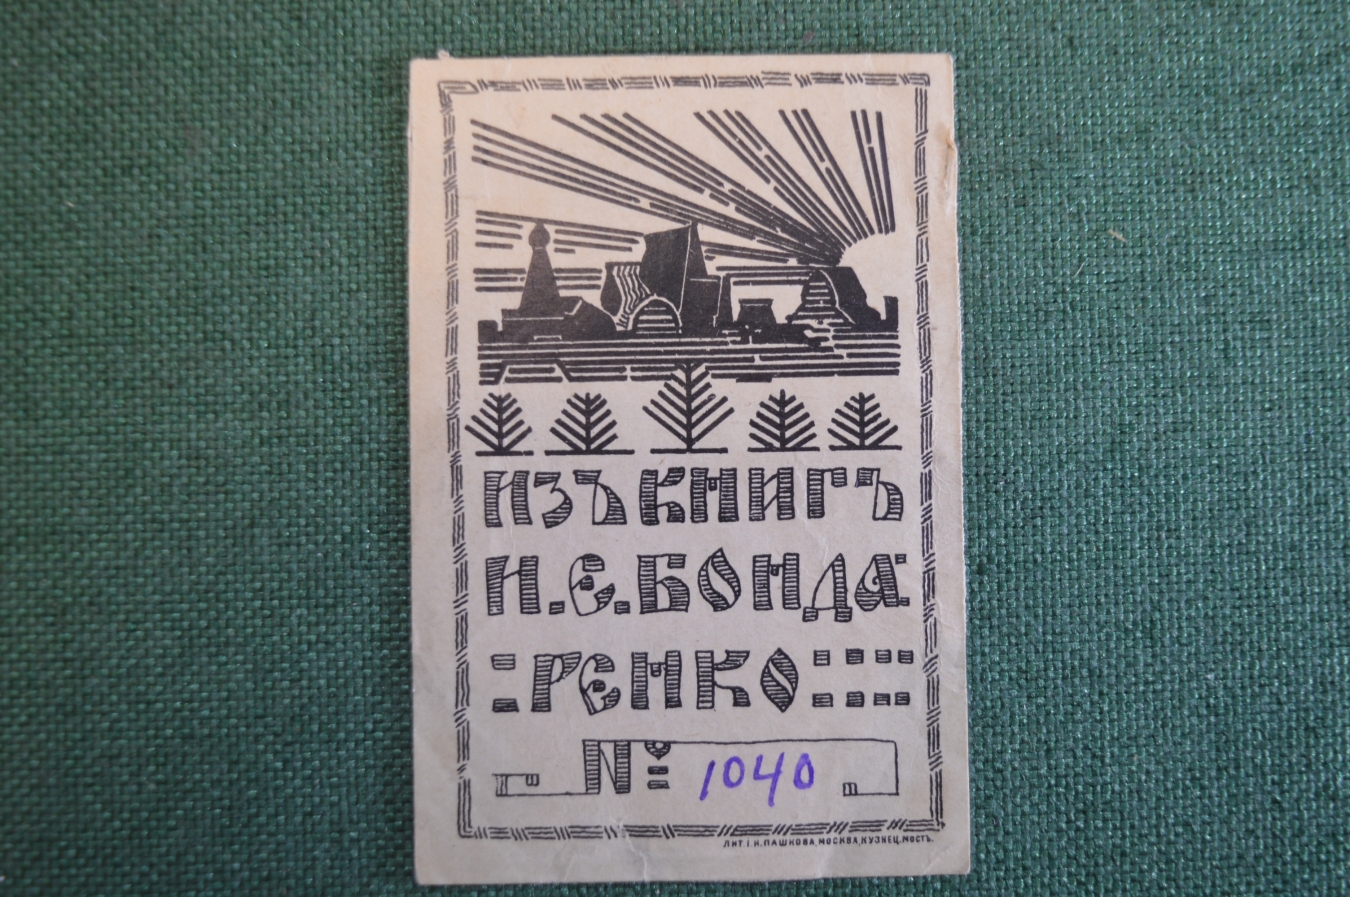 ИЗЪ КНИГЪ
И.Е.БОНДА
РЕНКО
№ 1040
ЛИТ. І.И.ПАШКОВА, МОСКВА, КУЗНЕЦ. МОСТЪ.